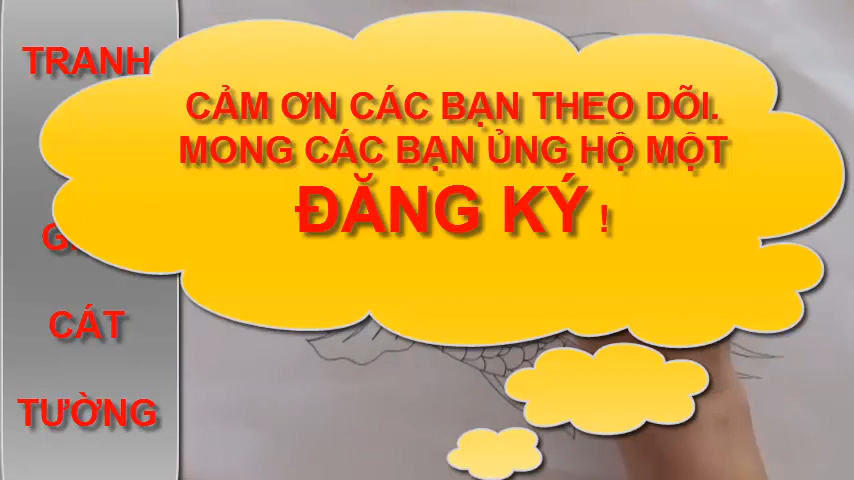 TRANH
CẢM ƠN CÁC BẠN THEO DÕI.
MONG CÁC BẠN ỦNG HỘ MỘT
ĐĂNG KÝ !
CÁT
TƯỜNG